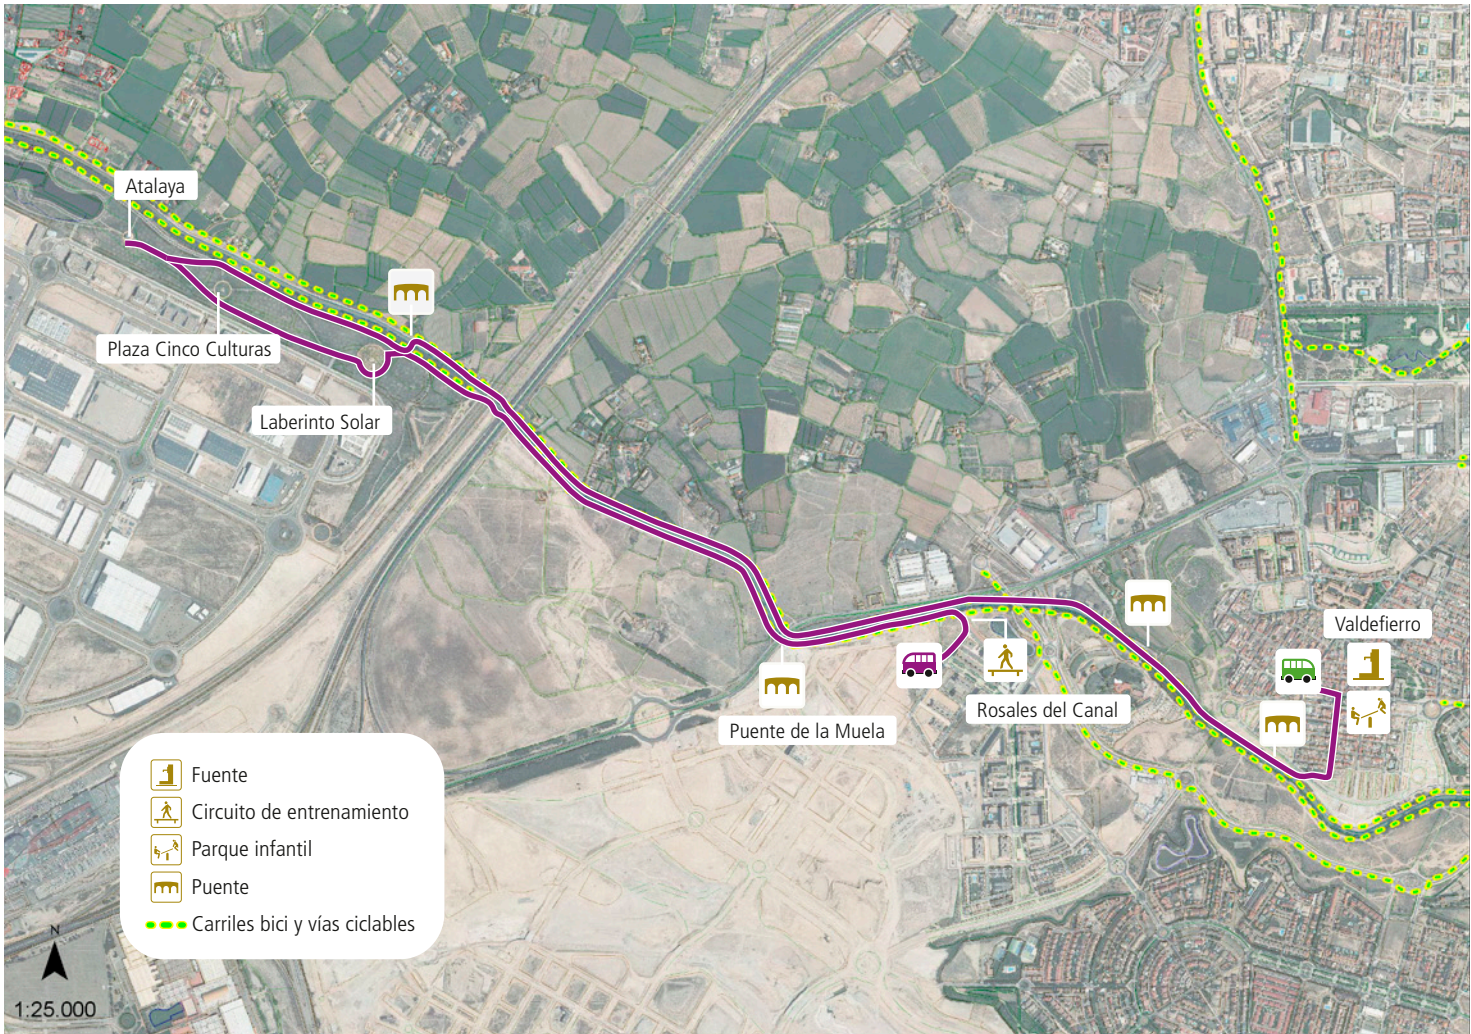 Atalaya
Plaza Cinco Culturas
Laberinto Solar
Valdefierro
Rosales del Canal
Puente de la Muela
Fuente
Circuito de entrenamiento
Parque infantil
Puente
Carriles bici y vías ciclables
N
1:25.000